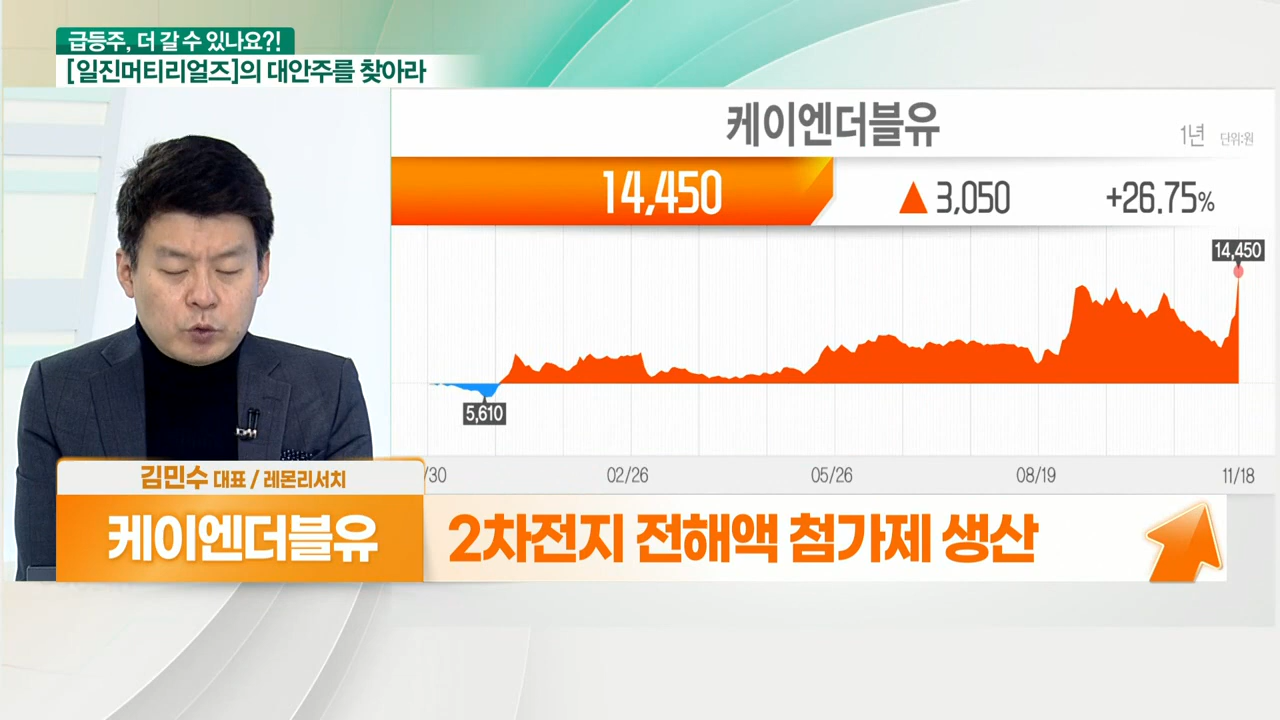 급등주, 더 갈 수 있나요?!
[일진머티리얼즈]의 대안주를 찾아라
케이엔더블유
1년 단위:원
14,450 ▲ 3,050 +26.75%
14,450
5,610
/30 02/26 05/26 08/19 11/18
김민수 대표 / 레몬리서치
케이엔더블유
2차전지 전해액 첨가제 생산